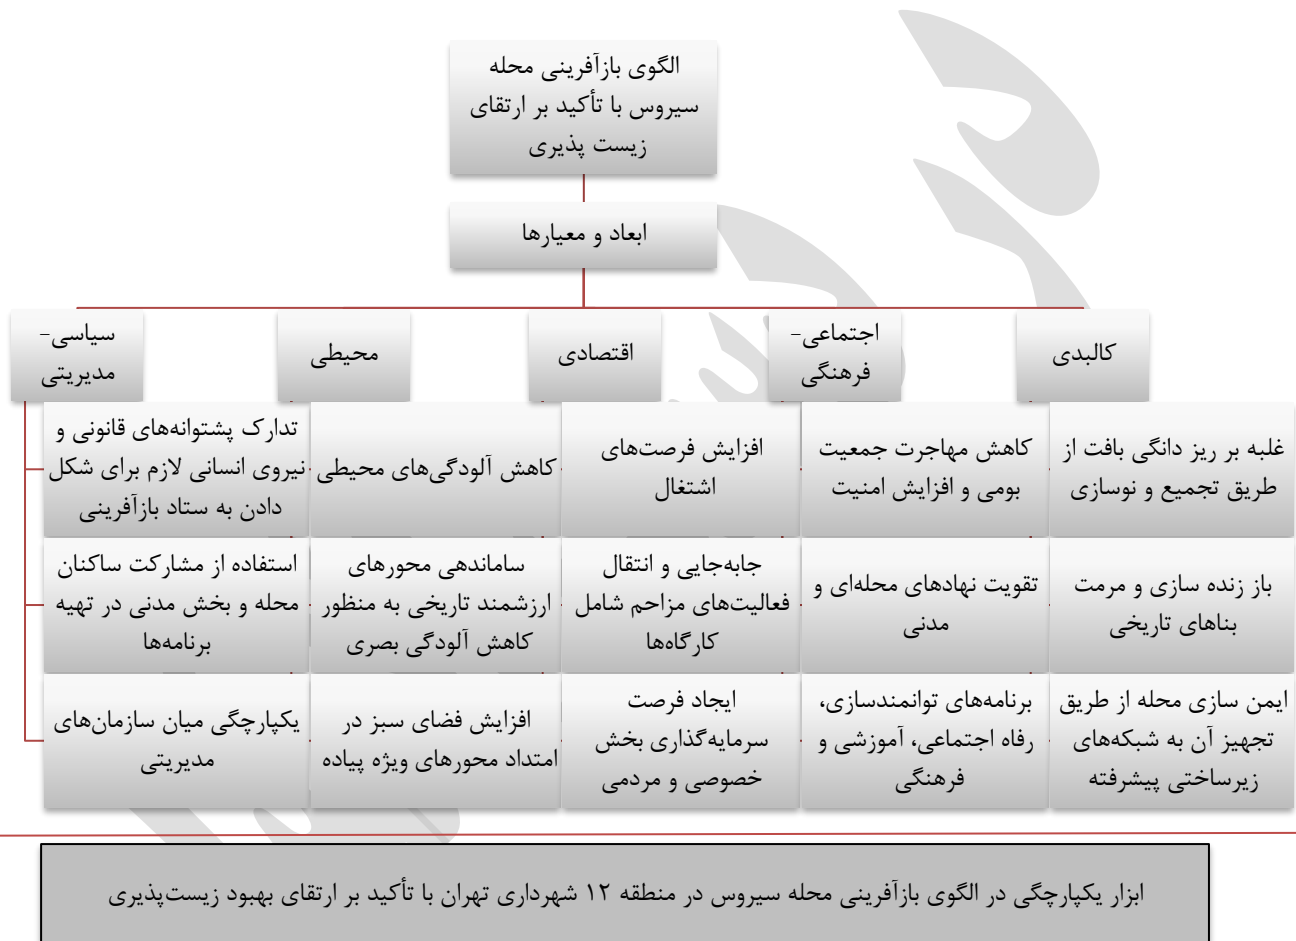 الگوی بازآفرینی محله
سیروس با تأکید بر ارتقای
زیست پذیری
ابعاد و معیارها
کالبدی
اجتماعی-
فرهنگی
اقتصادی
محیطی
سیاسی-
مدیریتی
غلبه بر ریز دانگی بافت از
طریق تجمیع و نوسازی
کاهش مهاجرت جمعیت
بومی و افزایش امنیت
افزایش فرصت‌های
اشتغال
کاهش آلودگی‌های محیطی
تدارک پشتوانه‌های قانونی و
نیروی انسانی لازم برای شکل
دادن به ستاد بازآفرینی
باز زنده سازی و مرمت
بناهای تاریخی
تقویت نهادهای محله‌ای و
مدنی
جابه‌جایی و انتقال
فعالیت‌های مزاحم شامل
کارگاه‌ها
ساماندهی محورهای
ارزشمند تاریخی به منظور
کاهش آلودگی بصری
استفاده از مشارکت ساکنان
محله و بخش مدنی در تهیه
برنامه‌ها
ایمن سازی محله از طریق
تجهیز آن به شبکه‌های
زیرساختی پیشرفته
برنامه‌های توانمندسازی،
رفاه اجتماعی، آموزشی و
فرهنگی
ایجاد فرصت
سرمایه‌گذاری بخش
خصوصی و مردمی
افزایش فضای سبز در
امتداد محورهای ویژه پیاده
یکپارچگی میان سازمان‌های
مدیریتی
ابزار یکپارچگی در الگوی بازآفرینی محله سیروس در منطقه ۱۲ شهرداری تهران با تأکید بر ارتقای بهبود زیست‌پذیری